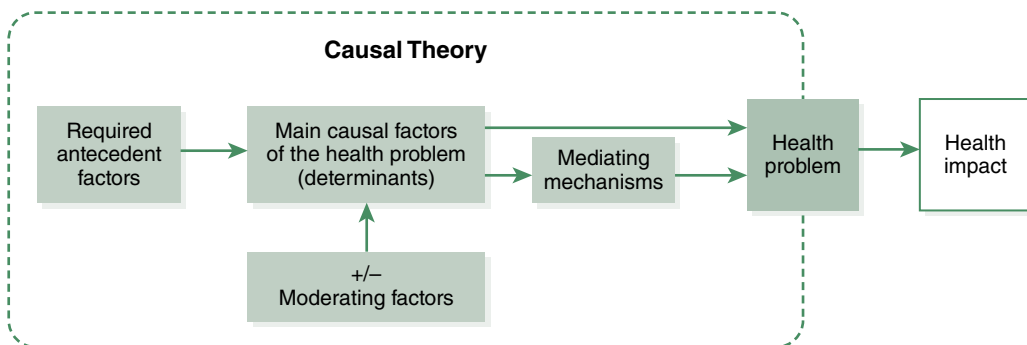 Causal Theory
Required
antecedent
factors
Main causal factors
of the health problem
(determinants)
Mediating
mechanisms
Health
problem
Health
impact
+/–
Moderating factors